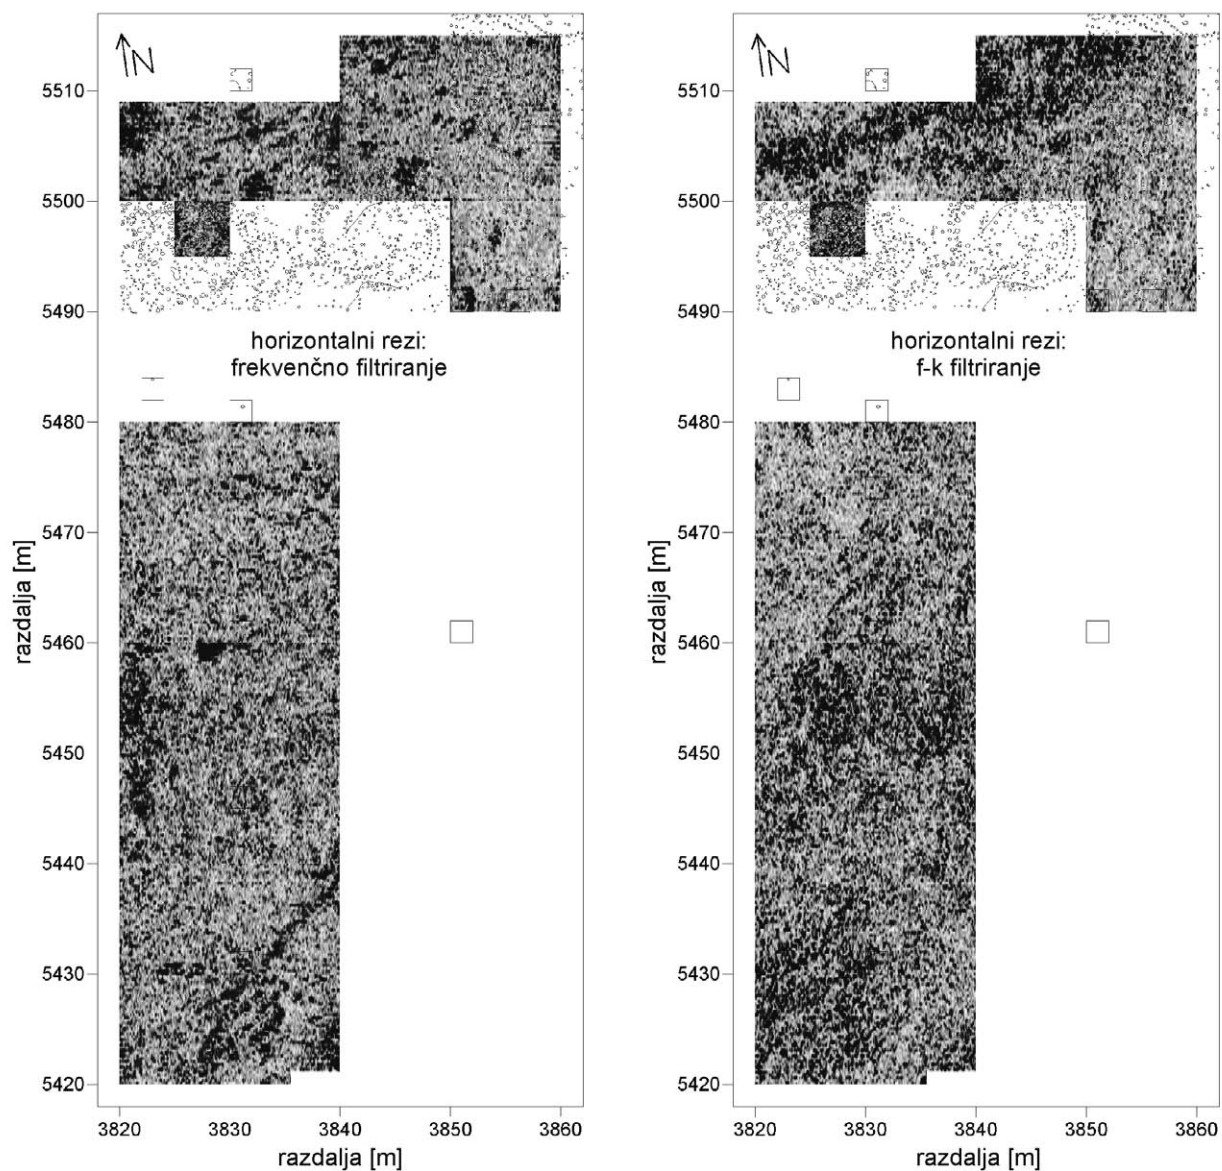 N
5510
5500
5490
horizontalni rezi:
frekvenčno filtriranje
5480
5470
5460
5450
5440
5430
5420
razdalja [m]
3820 3830 3840 3850 3860
razdalja [m]
N
5510
5500
5490
horizontalni rezi:
f-k filtriranje
5480
5470
5460
5450
5440
5430
5420
razdalja [m]
3820 3830 3840 3850 3860
razdalja [m]